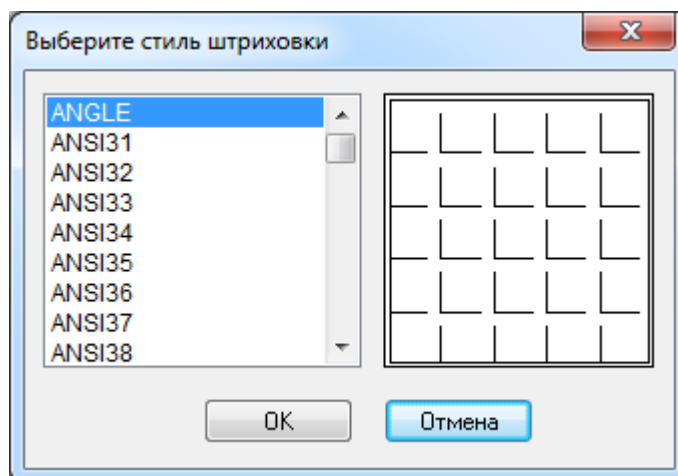 Выберите стиль штриховки
ANGLE
ANSI31
ANSI32
ANSI33
ANSI34
ANSI35
ANSI36
ANSI37
ANSI38
OK
Отмена